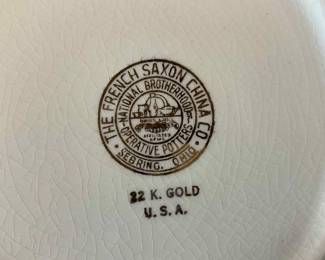 THE FRENCH SAXON CHINA CO.
NATIONAL BROTHERHOOD
OPERATIVE POTTERS
SEBRING, OHIO
22 K. GOLD
U. S. A.